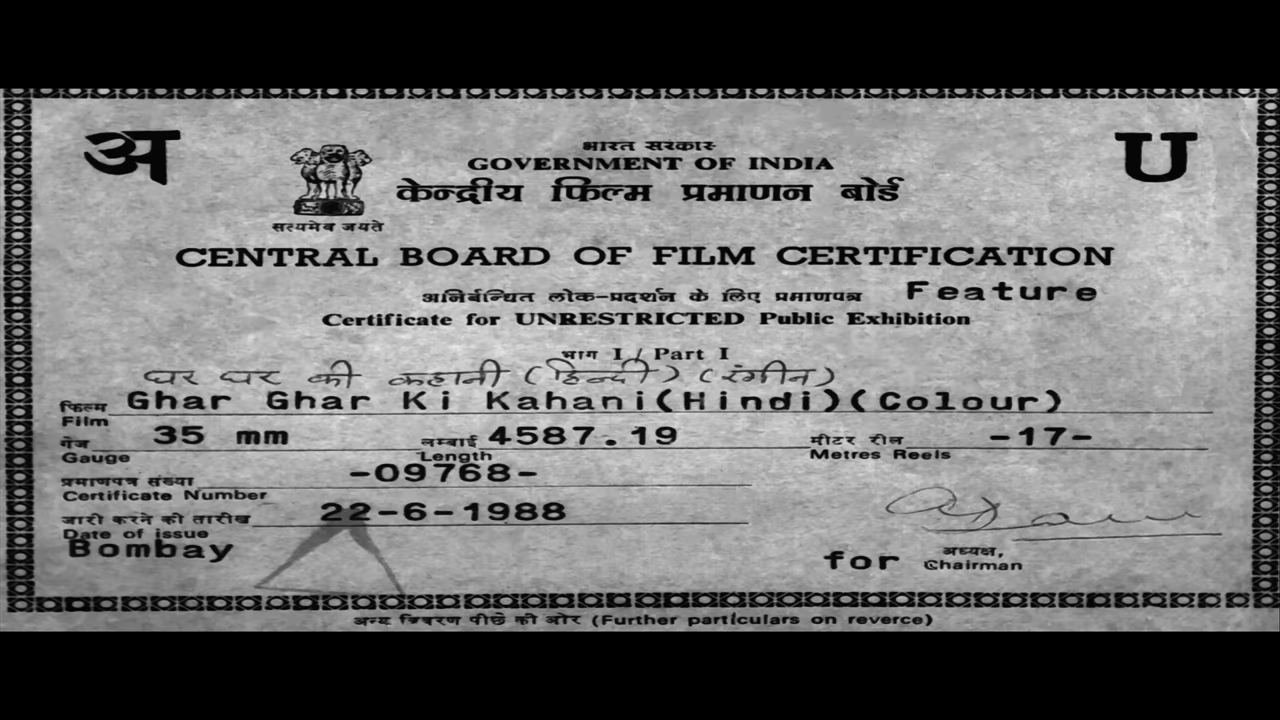 अ
U
भारत सरकार
GOVERNMENT OF INDIA
केन्द्रीय फिल्म प्रमाणन बोर्ड
सत्यमेव जयते
CENTRAL BOARD OF FILM CERTIFICATION
अनिर्बन्धित लोक-प्रदर्शन के लिए प्रमाणपत्र Feature
Certificate for UNRESTRICTED Public Exhibition
भाग I / Part I
घर घर की कहानी (हिन्दी) (रंगीन)
फिल्म Ghar Ghar Ki Kahani(Hindi)(Colour)
Film
गेज 35 mm लम्बाई 4587.19 मीटर रील -17-
Gauge Length Metres Reels
प्रमाणपत्र संख्या -09768-
Certificate Number
जारी करने की तारीख 22-6-1988
Date of issue
Bombay
for अध्यक्ष,
Chairman
अन्य विवरण पीछे की ओर (Further particulars on reverce)